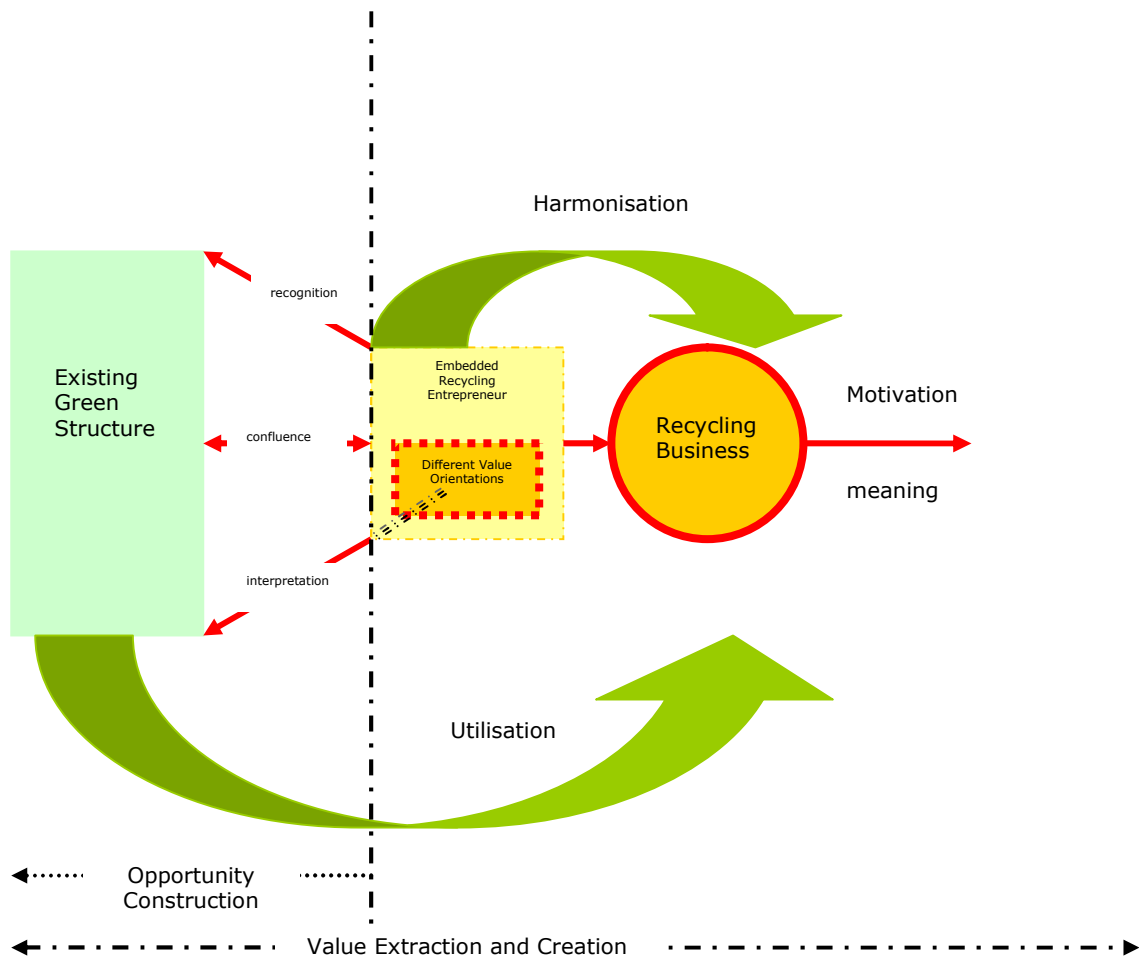 Harmonisation
recognition
Existing
Green
Structure
Embedded
Recycling
Entrepreneur
confluence
Different Value
Orientations
Recycling
Business
Motivation
meaning
interpretation
Utilisation
Opportunity
Construction
Value Extraction and Creation